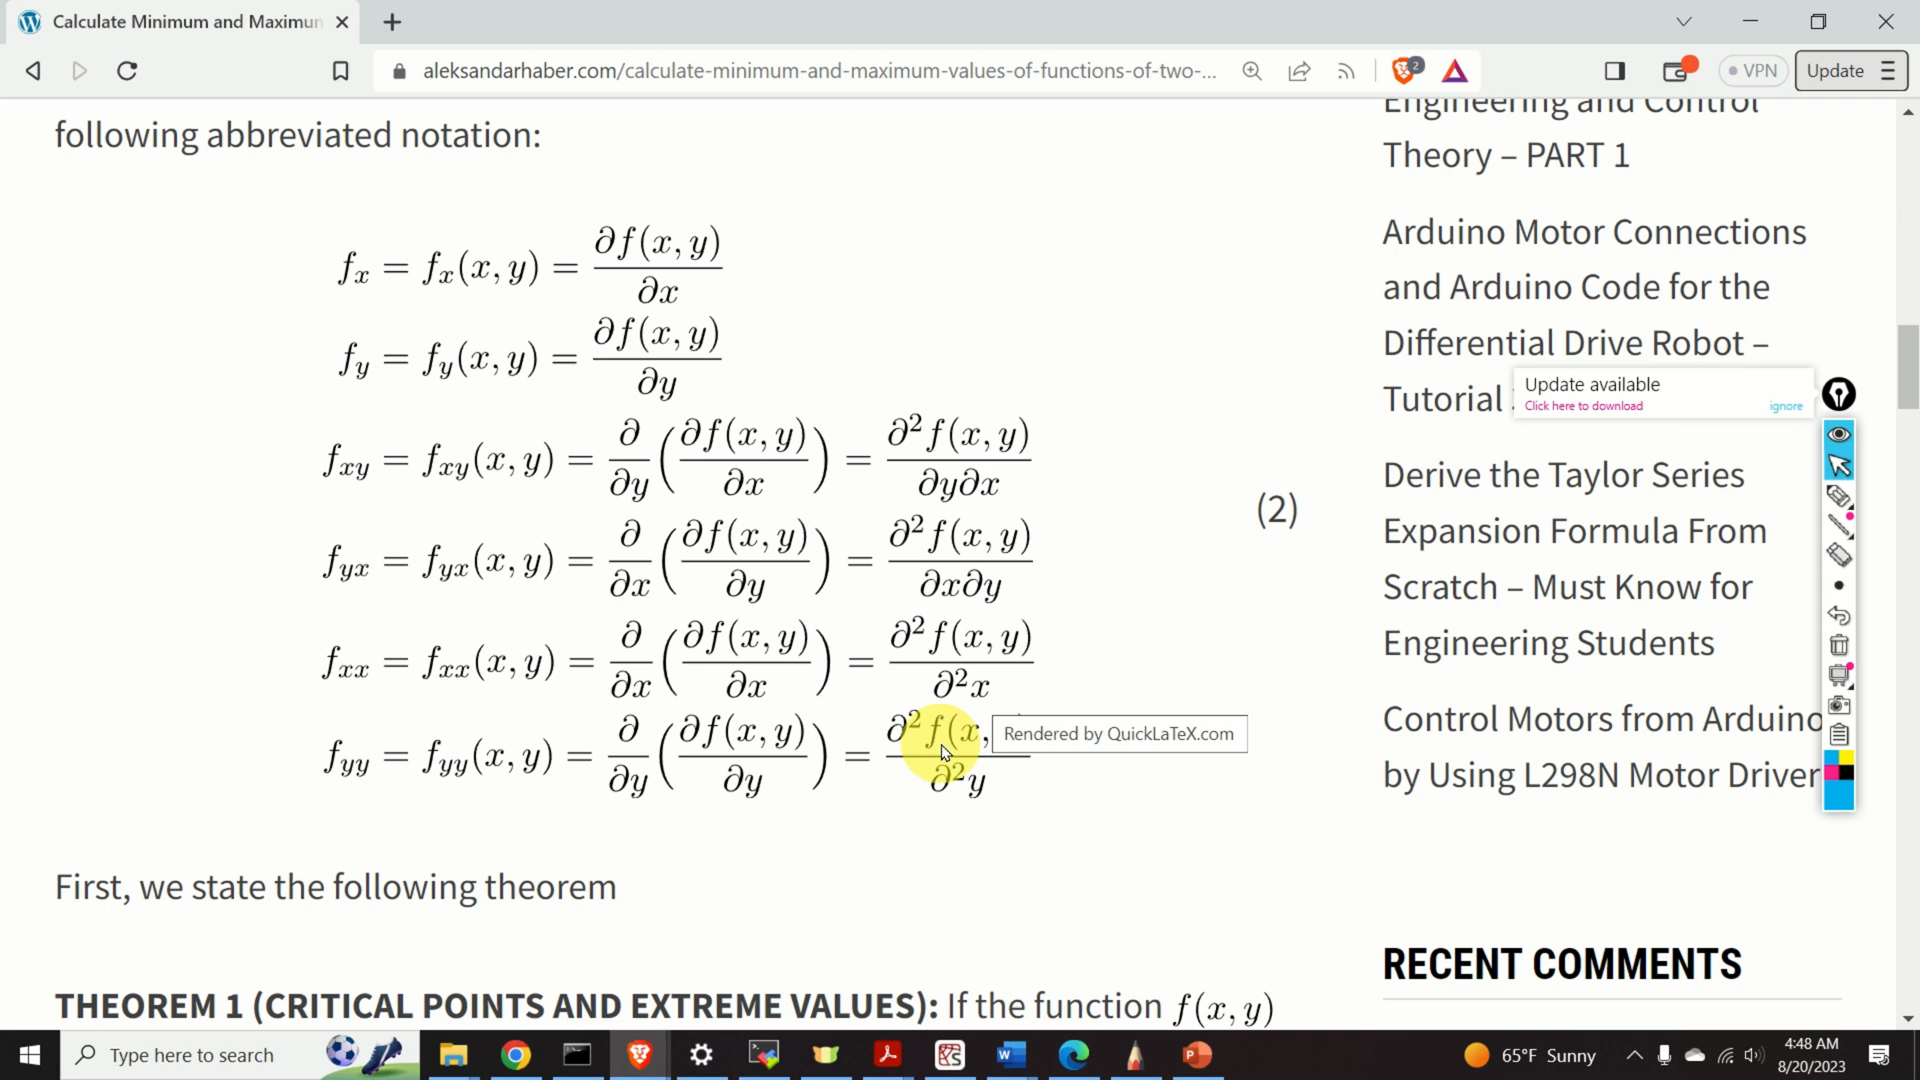 Calculate Minimum and Maximum
aleksandarhaber.com/calculate-minimum-and-maximum-values-of-functions-of-two-...
2
VPN
Update
following abbreviated notation:
f_x = f_x(x, y) = ∂f(x, y)/∂x
f_y = f_y(x, y) = ∂f(x, y)/∂y
f_xy = f_xy(x, y) = ∂/∂y (∂f(x, y)/∂x) = ∂²f(x, y)/∂y∂x
(2)
f_yx = f_yx(x, y) = ∂/∂x (∂f(x, y)/∂y) = ∂²f(x, y)/∂x∂y
f_xx = f_xx(x, y) = ∂/∂x (∂f(x, y)/∂x) = ∂²f(x, y)/∂²x
f_yy = f_yy(x, y) = ∂/∂y (∂f(x, y)/∂y) = ∂²f(x,/∂²y
Rendered by QuickLaTeX.com
First, we state the following theorem
THEOREM 1 (CRITICAL POINTS AND EXTREME VALUES): If the function f(x, y)
Engineering and Control
Theory – PART 1
Arduino Motor Connections
and Arduino Code for the
Differential Drive Robot –
Tutorial
Update available
Click here to download
ignore
Derive the Taylor Series
Expansion Formula From
Scratch – Must Know for
Engineering Students
Control Motors from Arduino
by Using L298N Motor Driver
RECENT COMMENTS
Type here to search
65°F Sunny
4:48 AM
8/20/2023